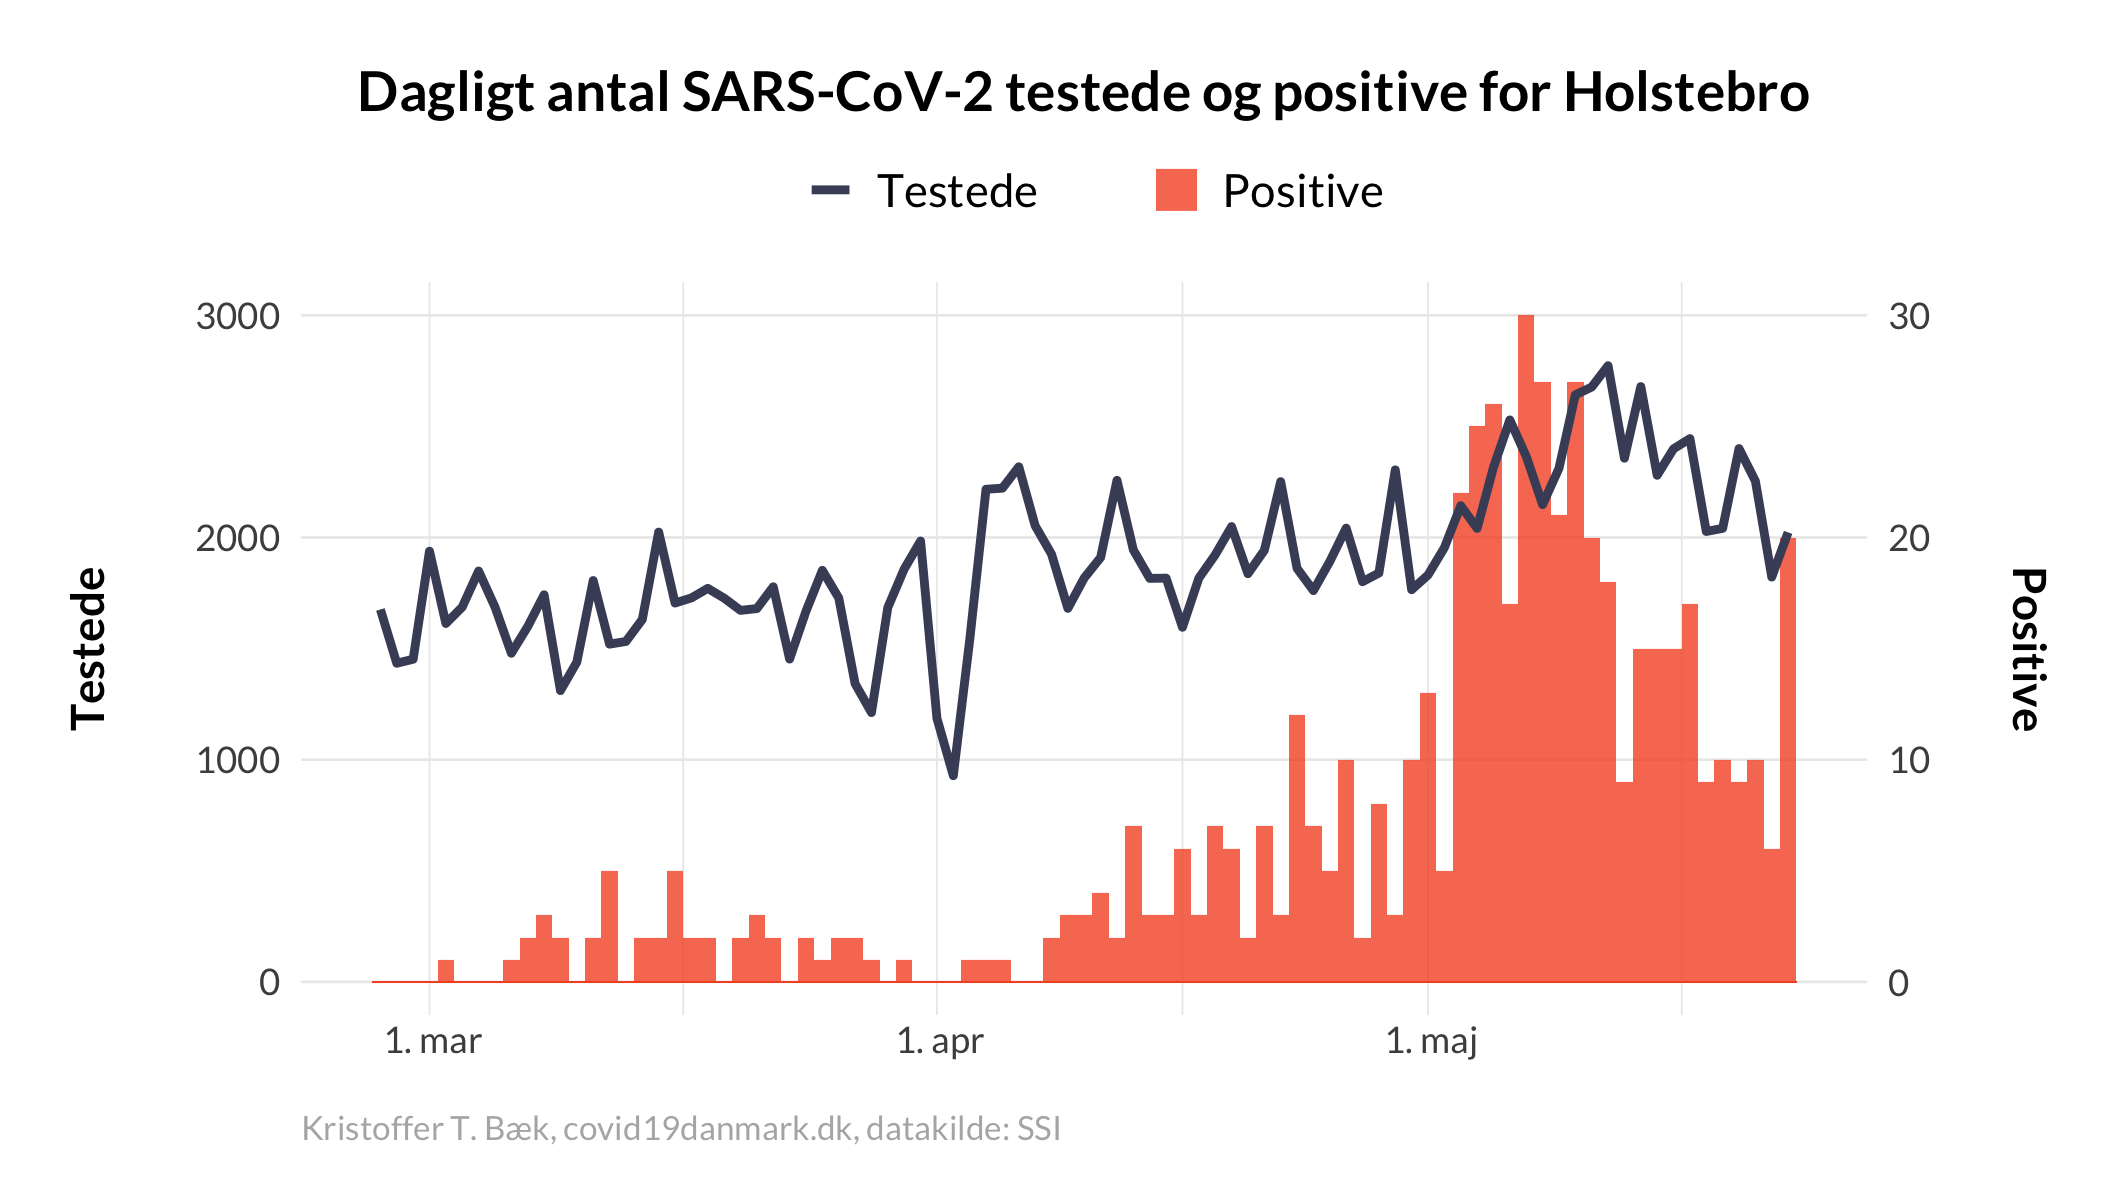 Dagligt antal SARS-CoV-2 testede og positive for Holstebro
Testede
Positive
3000
2000
1000
0
Testede
30
20
10
0
Positive
1. mar
1. apr
1. maj
Kristoffer T. Bæk, covid19danmark.dk, datakilde: SSI